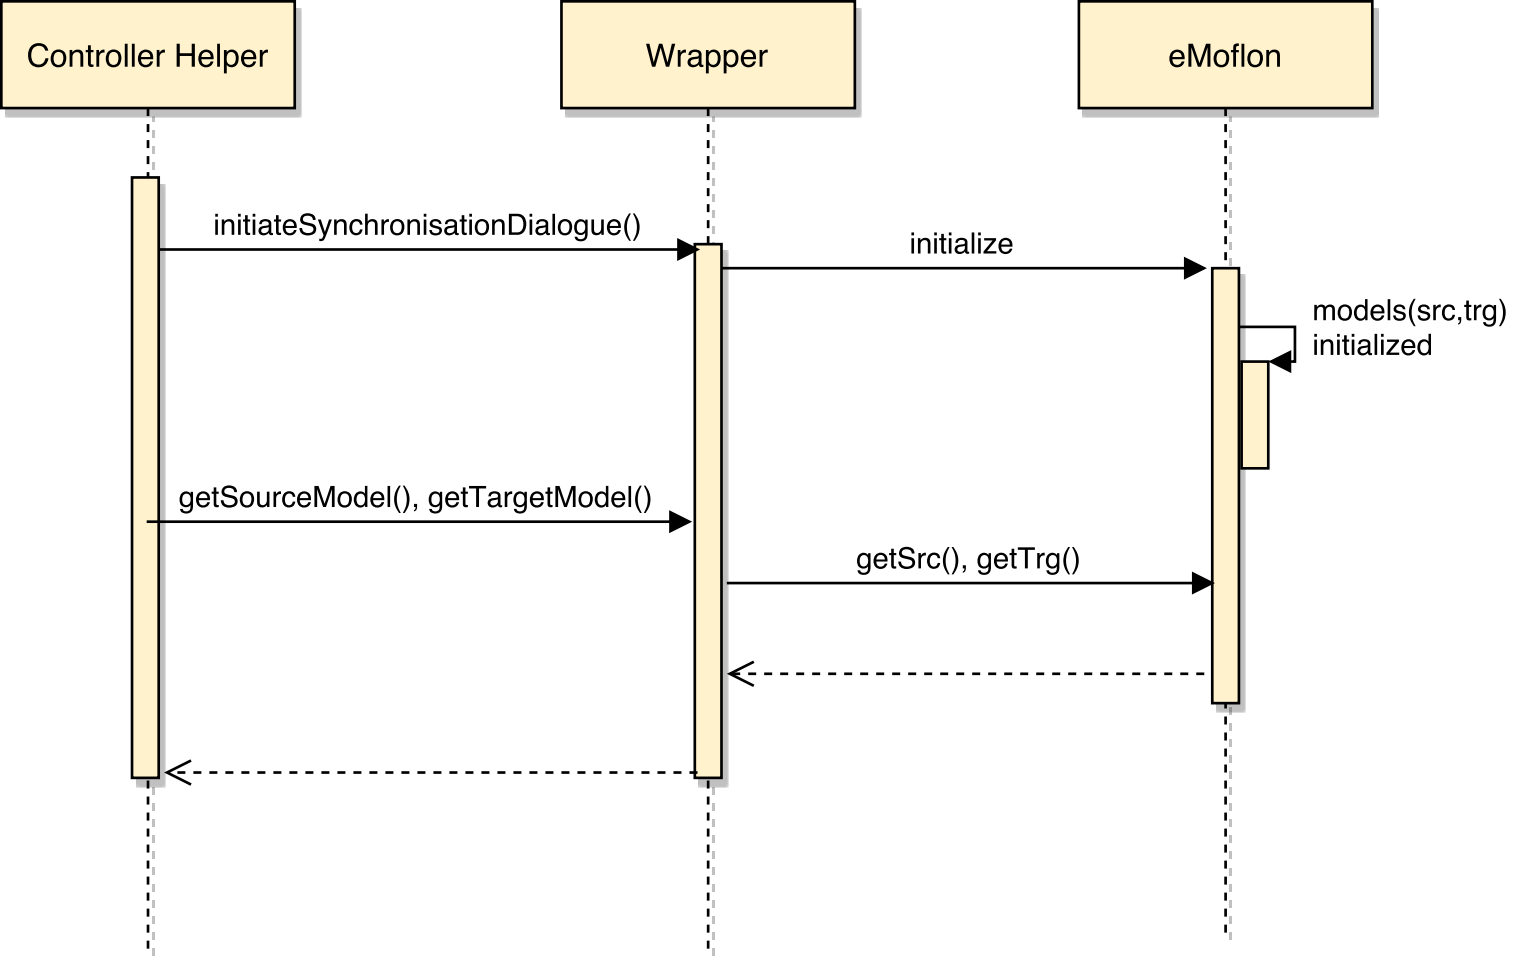 Controller Helper
Wrapper
eMoflon
initiateSynchronisationDialogue()
initialize
models(src,trg)
initialized
getSourceModel(), getTargetModel()
getSrc(), getTrg()